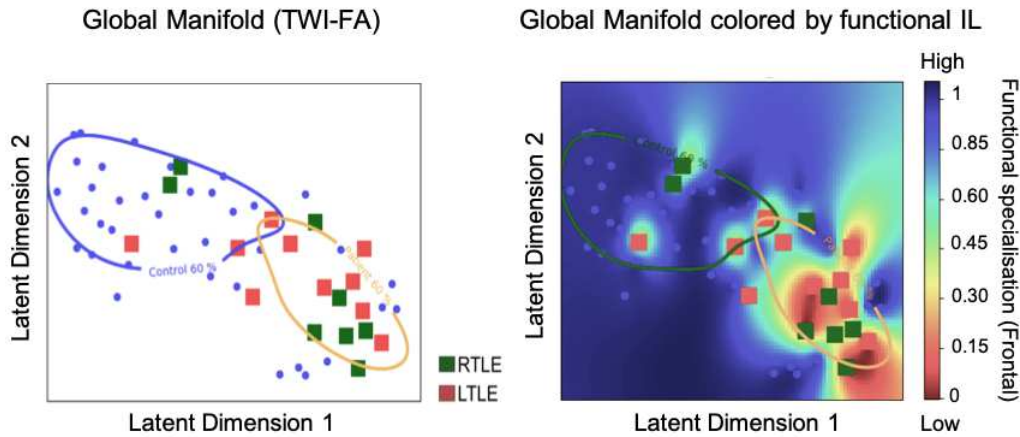 Global Manifold (TWI-FA)
Latent Dimension 2
Control 60 %
Patient 60 %
Latent Dimension 1
RTLE
LTLE
Global Manifold colored by functional IL
Latent Dimension 2
Control 60 %
Latent Dimension 1
High
1
0.85
0.60
0.45
0.30
0.15
0
Low
Functional specialisation (Frontal)